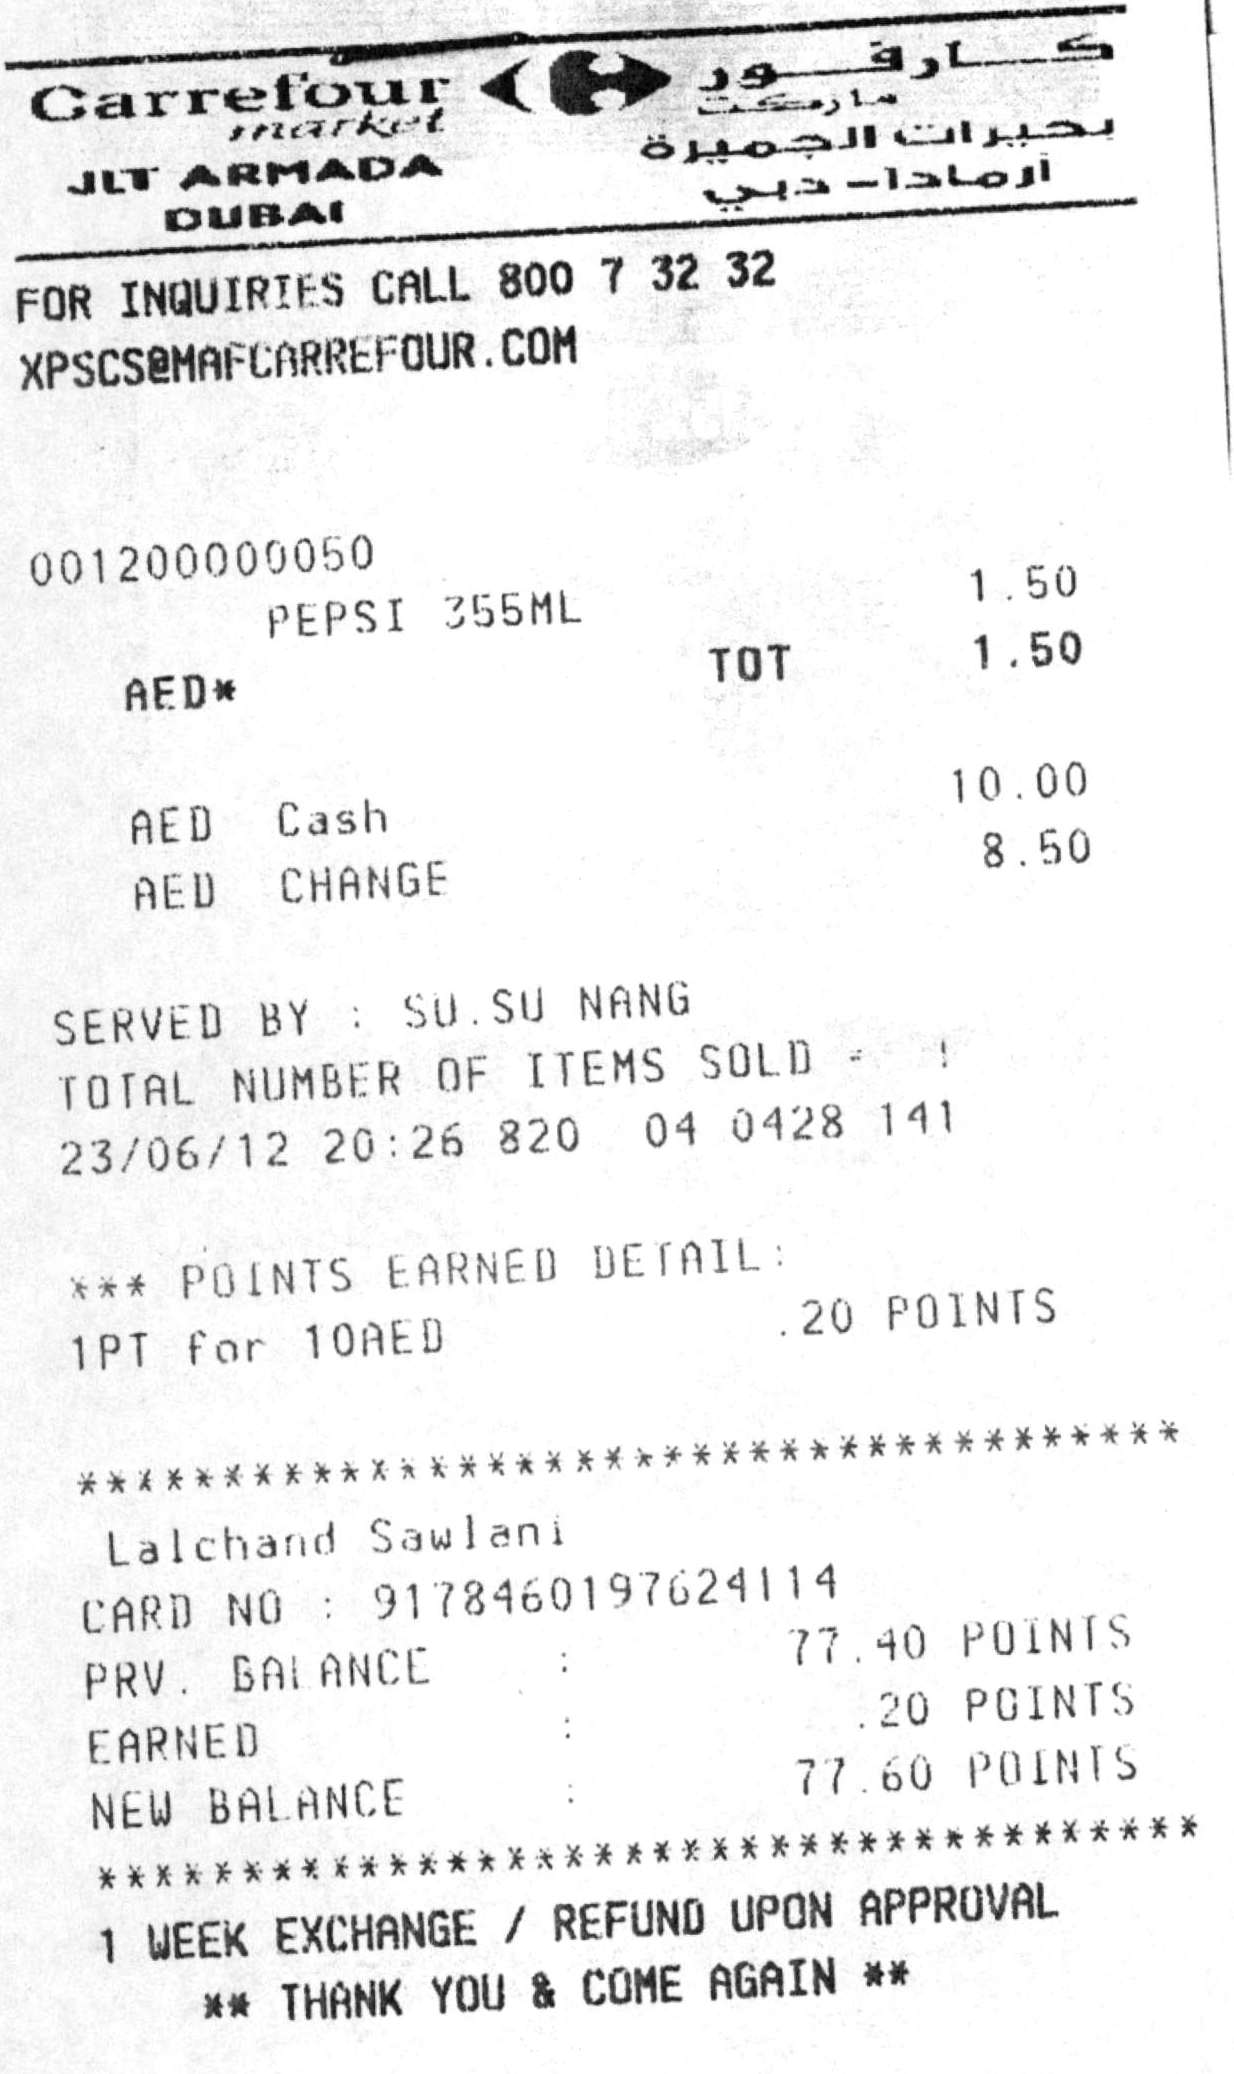 Carrefour
market
JLT ARMADA
DUBAI
كارفور
ماركت
بحيرات الجميرة
أرمادا - دبي
FOR INQUIRIES CALL 800 7 32 32
XPSCS@MAFCARREFOUR.COM
001200000050
PEPSI 355ML 1.50
AED* TOT 1.50
AED Cash 10.00
AED CHANGE 8.50
SERVED BY : SU.SU NANG
TOTAL NUMBER OF ITEMS SOLD =
23/06/12 20:26 820 04 0428 141
*** POINTS EARNED DETAIL:
1PT for 10AED .20 POINTS
**************************************
Lalchand Sawlani
CARD NO : 9178460197624114
PRV. BALANCE : 77.40 POINTS
EARNED : .20 POINTS
NEW BALANCE : 77.60 POINTS
**************************************
1 WEEK EXCHANGE / REFUND UPON APPROVAL
** THANK YOU & COME AGAIN **